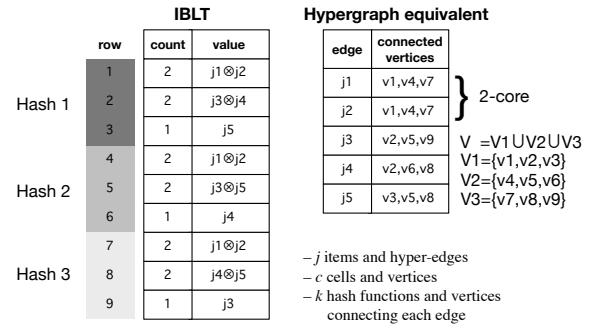 IBLT
Hypergraph equivalent
row count value
1 2 j1⊗j2
2 2 j3⊗j4
3 1 j5
4 2 j1⊗j2
5 2 j3⊗j5
6 1 j4
7 2 j1⊗j2
8 2 j4⊗j5
9 1 j3
Hash 1
Hash 2
Hash 3
edge connected vertices
j1 v1,v4,v7
j2 v1,v4,v7
j3 v2,v5,v9
j4 v2,v6,v8
j5 v3,v5,v8
} 2-core
V =V1∪V2∪V3
V1={v1,v2,v3}
V2={v4,v5,v6}
V3={v7,v8,v9}
– j items and hyper-edges
– c cells and vertices
– k hash functions and vertices
connecting each edge